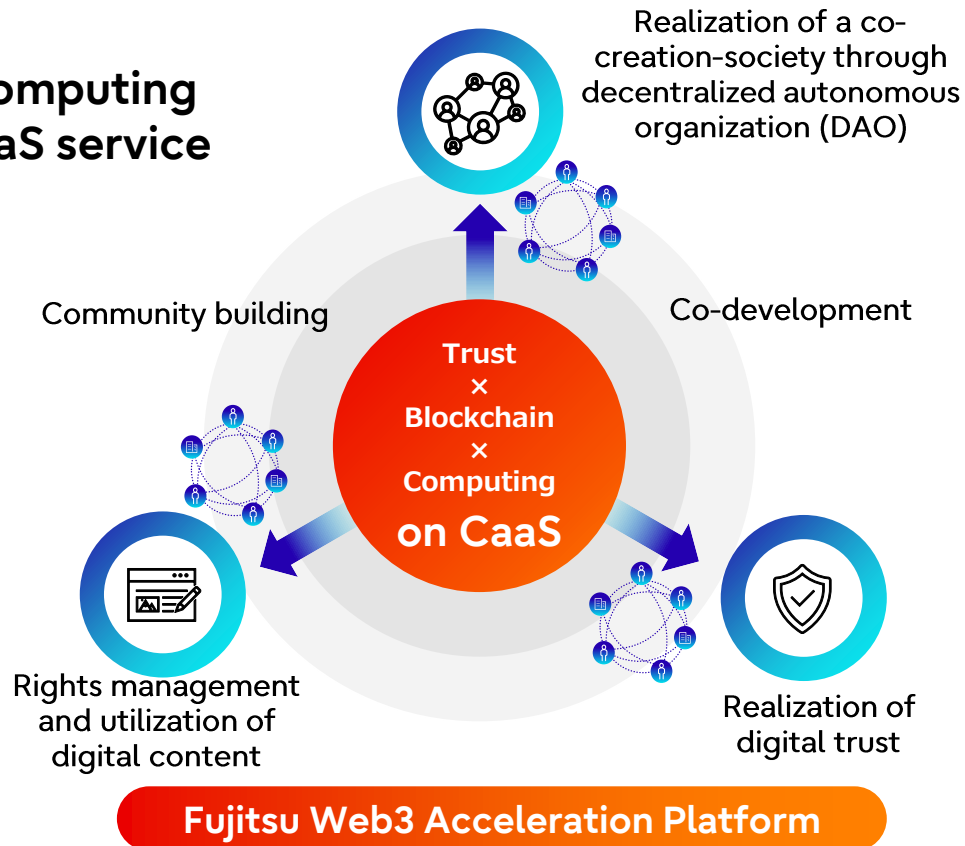 omputing
aS service
Realization of a co-
creation-society through
decentralized autonomous
organization (DAO)
Community building
Co-development
Trust
×
Blockchain
×
Computing
on CaaS
Rights management
and utilization of
digital content
Realization of
digital trust
Fujitsu Web3 Acceleration Platform